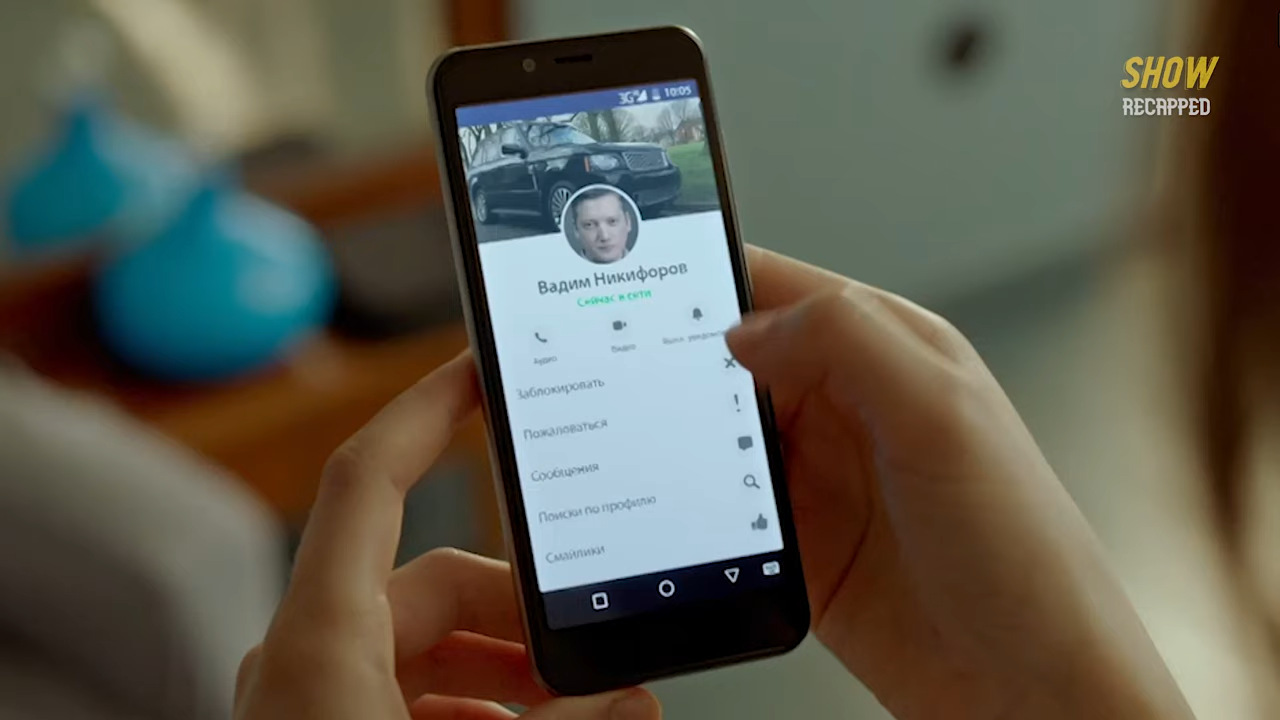 SHOW
RECAPPED
3G 10:05
Вадим Никифоров
Сейчас в сети
Аудио
Видео
Заблокировать
Пожаловаться
Сообщения
Поиски по профилю
Смайлики